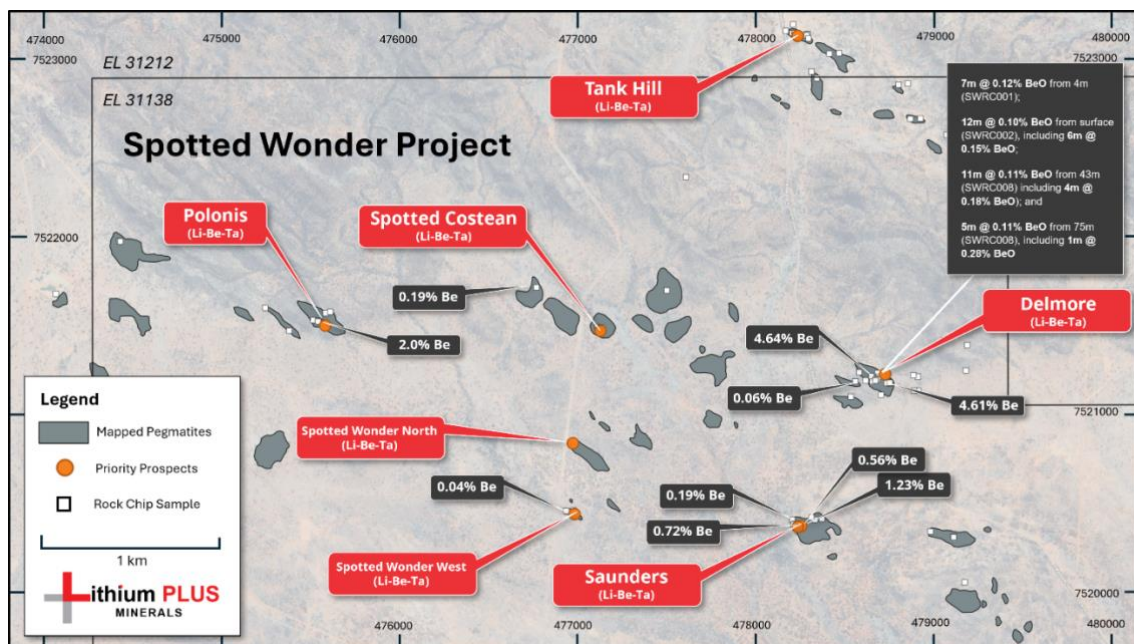 474000
475000
476000
477000
478000
479000
480000
7523000
7523000
EL 31212
EL 31138
Spotted Wonder Project
Tank Hill
(Li-Be-Ta)
7m @ 0.12% BeO from 4m
(SWRC001);
12m @ 0.10% BeO from surface
(SWRC002), including 6m @
0.15% BeO;
11m @ 0.11% BeO from 43m
(SWRC008) including 4m @
0.18% BeO); and
5m @ 0.11% BeO from 75m
(SWRC008), including 1m @
0.28% BeO
7522000
7522000
Polonis
(Li-Be-Ta)
Spotted Costean
(Li-Be-Ta)
0.19% Be
2.0% Be
Delmore
(Li-Be-Ta)
4.64% Be
0.06% Be
4.61% Be
7521000
Spotted Wonder North
(Li-Be-Ta)
0.04% Be
0.56% Be
1.23% Be
0.19% Be
0.72% Be
Spotted Wonder West
(Li-Be-Ta)
Saunders
(Li-Be-Ta)
7520000
Legend
Mapped Pegmatites
Priority Prospects
Rock Chip Sample
1 km
Lithium PLUS
MINERALS
476000
477000
478000
479000
480000